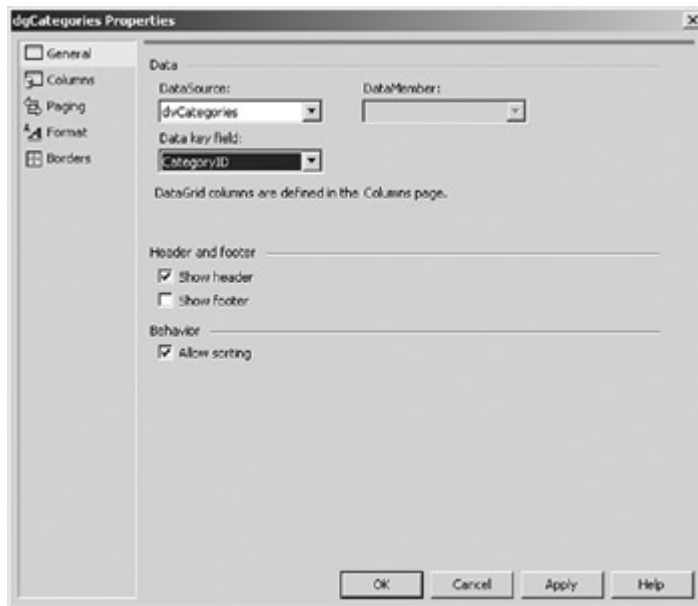 dgCategories Properties
General
Columns
Paging
Format
Borders
Data
DataSource:
DataMember:
dvCategories
Data key field:
CategoryID
DataGrid columns are defined in the Columns page.
Header and footer
Show header
Show footer
Behavior
Allow sorting
OK
Cancel
Apply
Help